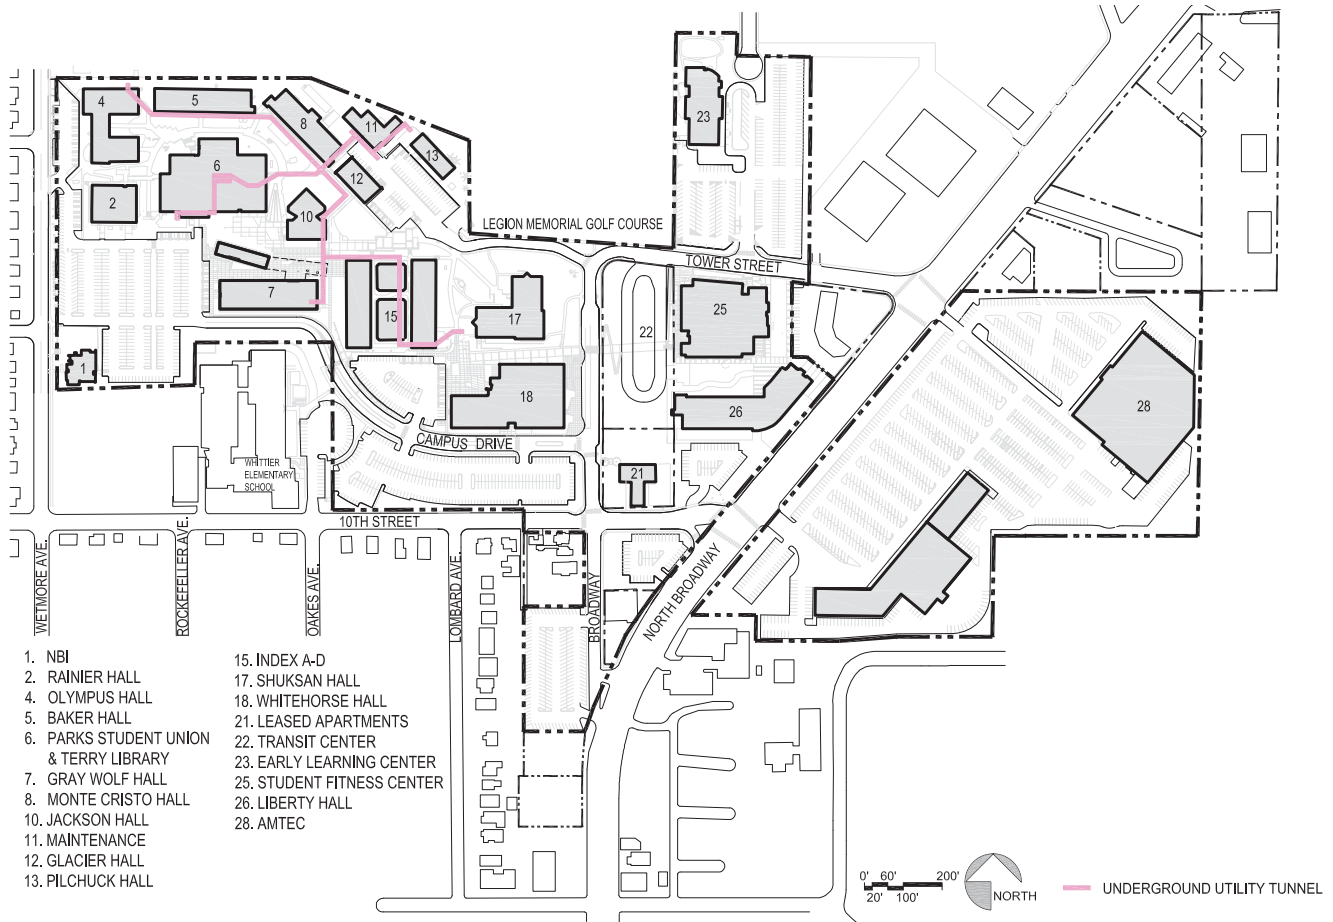 4
5
8
11
13
23
6
12
2
10
LEGION MEMORIAL GOLF COURSE
TOWER STREET
7
15
17
22
25
1
18
26
28
CAMPUS DRIVE
WHITTIER
ELEMENTARY
SCHOOL
21
10TH STREET
WETMORE AVE.
ROCKEFELLER AVE.
OAKES AVE.
LOMBARD AVE.
BROADWAY
NORTH BROADWAY
1. NBI
2. RAINIER HALL
4. OLYMPUS HALL
5. BAKER HALL
6. PARKS STUDENT UNION
& TERRY LIBRARY
7. GRAY WOLF HALL
8. MONTE CRISTO HALL
10. JACKSON HALL
11. MAINTENANCE
12. GLACIER HALL
13. PILCHUCK HALL
15. INDEX A-D
17. SHUKSAN HALL
18. WHITEHORSE HALL
21. LEASED APARTMENTS
22. TRANSIT CENTER
23. EARLY LEARNING CENTER
25. STUDENT FITNESS CENTER
26. LIBERTY HALL
28. AMTEC
0' 60' 200'
20' 100'
NORTH
UNDERGROUND UTILITY TUNNEL